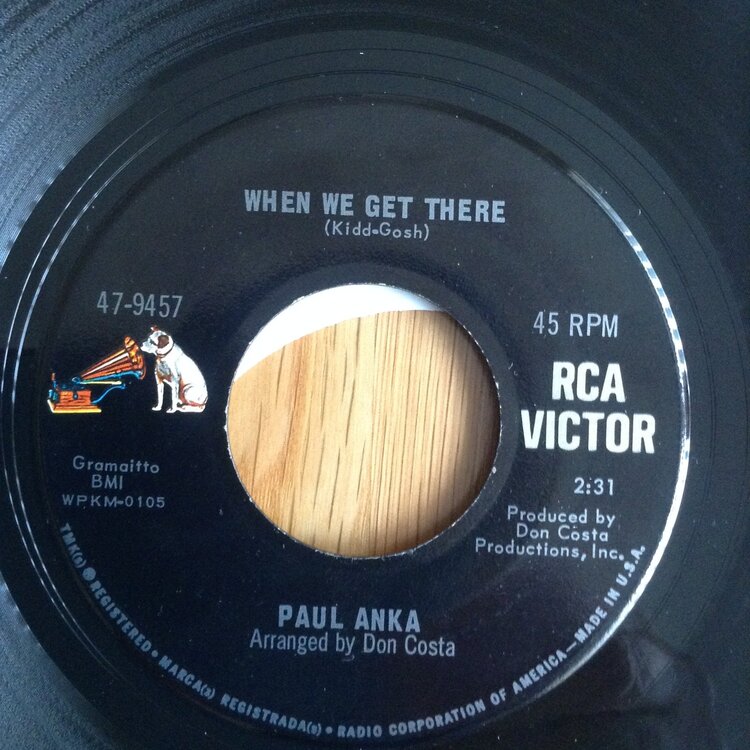 WHEN WE GET THERE
(Kidd-Gosh)
47-9457
45 RPM
RCA
VICTOR
Gramaitto
BMI
WPKM-0105
2:31
Produced by
Don Costa
Productions, Inc.
PAUL ANKA
Arranged by Don Costa
TMK(s) ® REGISTERED • MARCA(s) REGISTRADA(s) • RADIO CORPORATION OF AMERICA—MADE IN U.S.A.